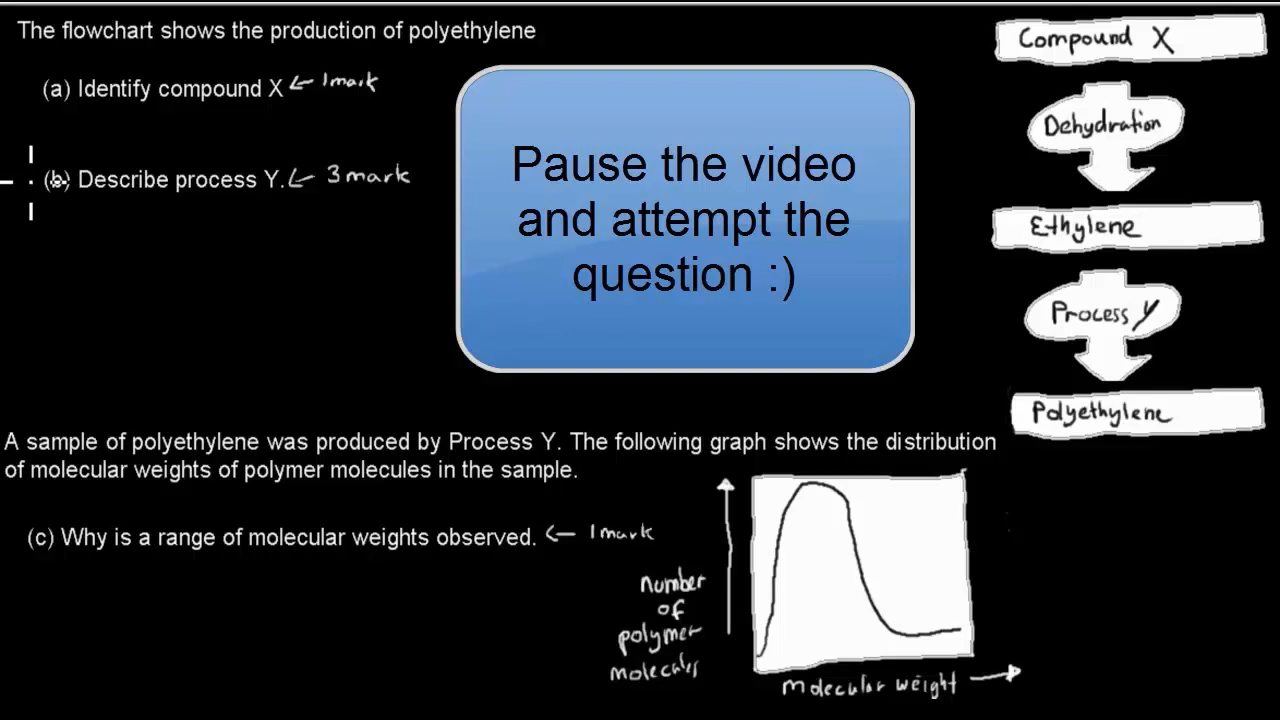 The flowchart shows the production of polyethylene
(a) Identify compound X ← 1 mark
(b) Describe process Y. ← 3 mark
Pause the video
and attempt the
question :)
Compound X
Dehydration
Ethylene
Process Y
Polyethylene
A sample of polyethylene was produced by Process Y. The following graph shows the distribution
of molecular weights of polymer molecules in the sample.
(c) Why is a range of molecular weights observed. ← 1 mark
number
of
polymer
molecules
molecular weight